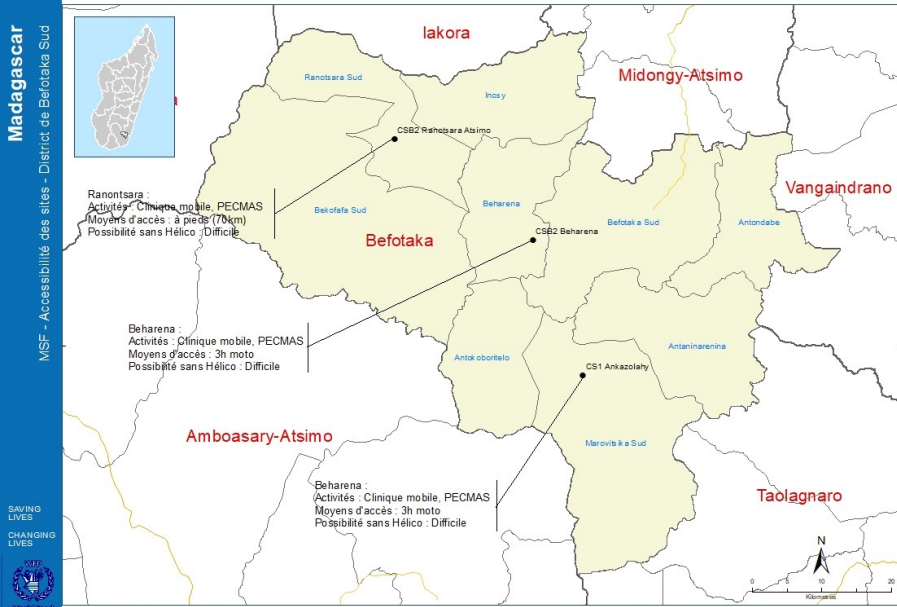 Madagascar
MSF - Accessibilité des sites - District de Befotaka Sud
SAVING
LIVES
CHANGING
LIVES
WFP
Iakora
Midongy-Atsimo
Vangaindrano
Befotaka
Amboasary-Atsimo
Taolagnaro
Ranotsara Sud
Inosy
CSB2 Ranotsara Atsimo
Ranontsara :
Activités : Clinique mobile, PECMAS
Moyens d'accès : à pieds (70km)
Possibilité sans Hélico : Difficile
Bekofafa Sud
Beharena
Befotaka Sud
Antondabe
CSB2 Beharena
Beharena :
Activités : Clinique mobile, PECMAS
Moyens d'accès : 3h moto
Possibilité sans Hélico : Difficile
Antokoboritelo
Antaninarenina
CS1 Ankazolahy
Marovitsika Sud
Beharena :
Activités : Clinique mobile, PECMAS
Moyens d'accès : 3h moto
Possibilité sans Hélico : Difficile
N
0 5 10 20
Kilometres